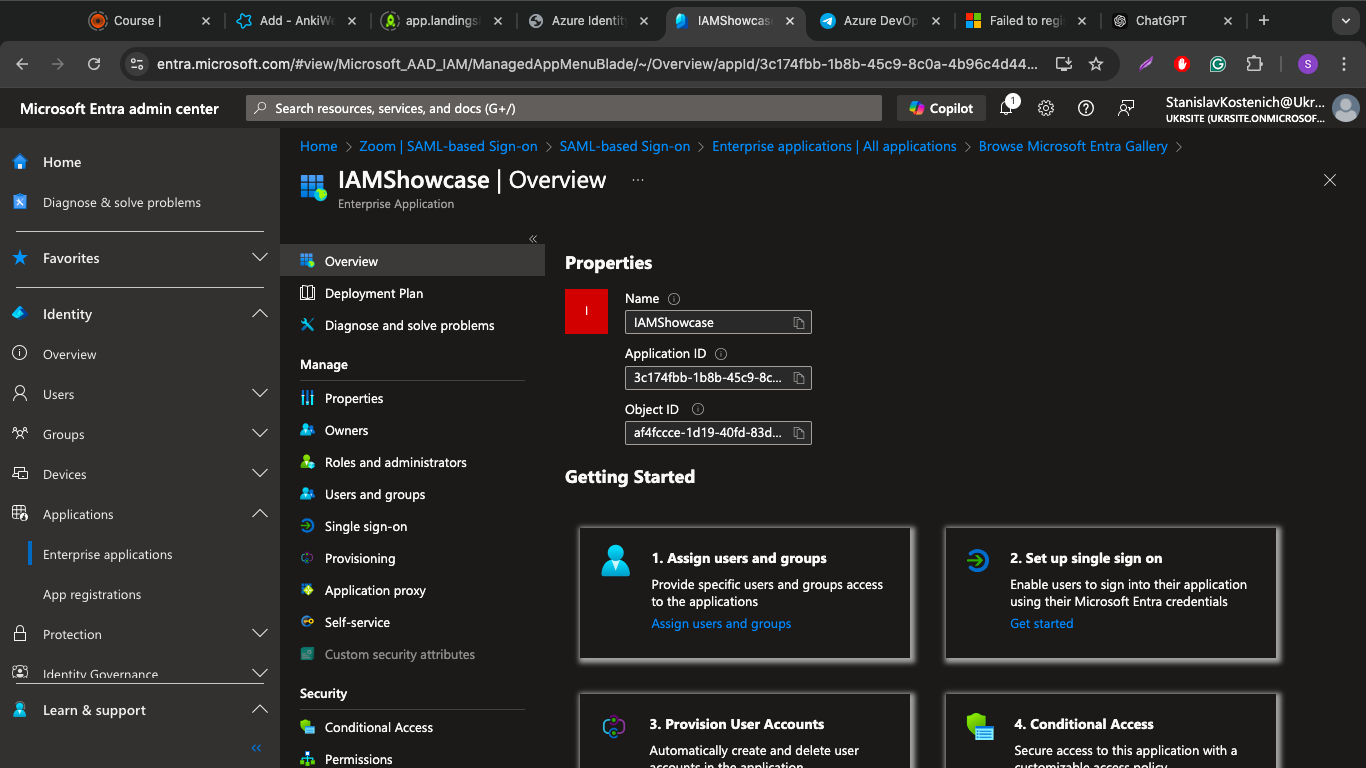 Course |
Add - AnkiWe
app.landingsi
Azure Identit
IAMShowcas
Azure DevOp
Failed to regi
ChatGPT
entra.microsoft.com/#view/Microsoft_AAD_IAM/ManagedAppMenuBlade/~/Overview/appId/3c174fbb-1b8b-45c9-8c0a-4b96c4d44...
S
Microsoft Entra admin center
Search resources, services, and docs (G+/)
Copilot
1
StanislavKostenich@Ukr...
UKRSITE (UKRSITE.ONMICROSOF...
Home
Diagnose & solve problems
Favorites
Identity
Overview
Users
Groups
Devices
Applications
Enterprise applications
App registrations
Protection
Identity Governance
Learn & support
Home > Zoom | SAML-based Sign-on > SAML-based Sign-on > Enterprise applications | All applications > Browse Microsoft Entra Gallery >
IAMShowcase | Overview ...
Enterprise Application
Overview
Deployment Plan
Diagnose and solve problems
Manage
Properties
Owners
Roles and administrators
Users and groups
Single sign-on
Provisioning
Application proxy
Self-service
Custom security attributes
Security
Conditional Access
Permissions
Properties
I
Name
IAMShowcase
Application ID
3c174fbb-1b8b-45c9-8c...
Object ID
af4fccce-1d19-40fd-83d...
Getting Started
1. Assign users and groups
Provide specific users and groups access
to the applications
Assign users and groups
2. Set up single sign on
Enable users to sign into their application
using their Microsoft Entra credentials
Get started
3. Provision User Accounts
Automatically create and delete user
accounts in the application
4. Conditional Access
Secure access to this application with a
customizable access policy